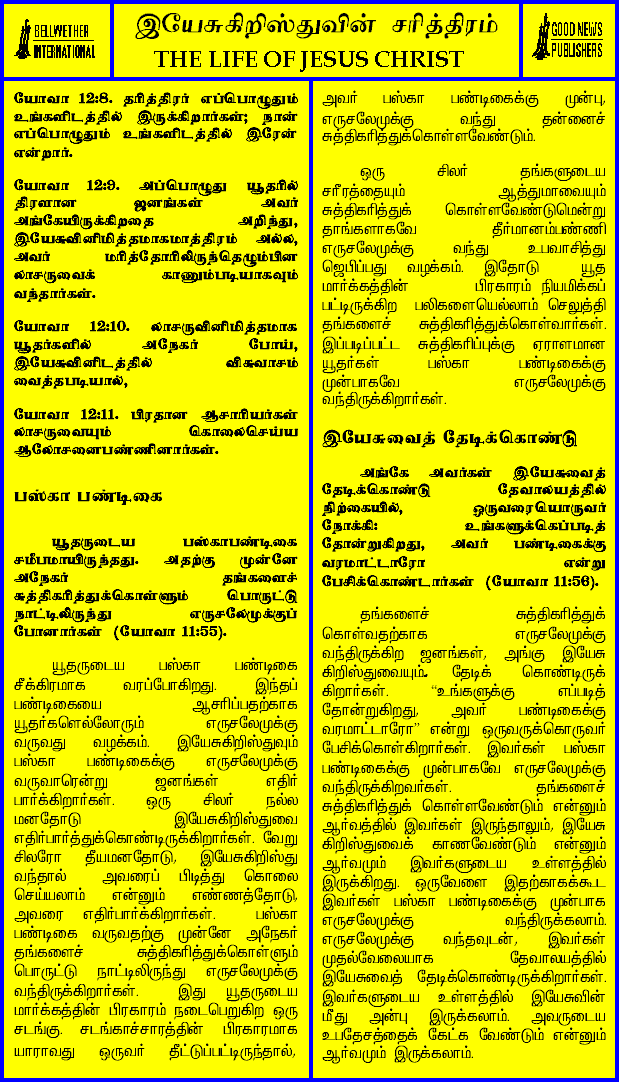 BELLWETHER
INTHERNATIONAL
இயேசுகிறிஸ்துவின் சரித்திரம்
THE LIFE OF JESUS CHRIST
GOOD NEWS
PUBLISHERS
யோவா 12:8. தரித்திரர் எப்பொழுதும்
உங்களிடத்தில் இருக்கிறார்கள்; நான்
எப்பொழுதும் உங்களிடத்தில் இரேன்
என்றார்.
யோவா 12:9. அப்பொழுது யூதரில்
திரளான ஜனங்கள் அவர்
அங்கேயிருக்கிறதை அறிந்து,
இயேசுவினிமித்தமாகமாத்திரம் அல்ல,
அவர் மரித்தோரிலிருந்தெழுப்பின
லாசருவைக் காணும்படியாகவும்
வந்தார்கள்.
யோவா 12:10. லாசருவினிமித்தமாக
யூதர்களில் அநேகர் போய்,
இயேசுவினிடத்தில் விசுவாசம்
வைத்தபடியால்,
யோவா 12:11. பிரதான ஆசாரியர்கள்
லாசருவையும் கொலைசெய்ய
ஆலோசனைபண்ணினார்கள்.
பஸ்கா பண்டிகை
யூதருடைய பஸ்காபண்டிகை
சமீபமாயிருந்தது. அதற்கு முன்னே
அநேகர் தங்களைச்
சுத்திகரித்துக்கொள்ளும் பொருட்டு
நாட்டிலிருந்து எருசலேமுக்குப்
போனார்கள் (யோவா 11:55).
யூதருடைய பஸ்கா பண்டிகை
சீக்கிரமாக வரப்போகிறது. இந்தப்
பண்டிகையை ஆசரிப்பதற்காக
யூதர்களெல்லோரும் எருசலேமுக்கு
வருவது வழக்கம். இயேசுகிறிஸ்துவும்
பஸ்கா பண்டிகைக்கு எருசலேமுக்கு
வருவாரென்று ஜனங்கள் எதிர்
பார்க்கிறார்கள். ஒரு சிலர் நல்ல
மனதோடு இயேசுகிறிஸ்துவை
எதிர்பார்த்துக்கொண்டிருக்கிறார்கள். வேறு
சிலரோ தீயமனதோடு, இயேசுகிறிஸ்து
வந்தால் அவரைப் பிடித்து கொலை
செய்யலாம் என்னும் எண்ணத்தோடு,
அவரை எதிர்பார்க்கிறார்கள். பஸ்கா
பண்டிகை வருவதற்கு முன்னே அநேகர்
தங்களைச் சுத்திகரித்துக்கொள்ளும்
பொருட்டு நாட்டிலிருந்து எருசலேமுக்கு
வந்திருக்கிறார்கள். இது யூதருடைய
மார்க்கத்தின் பிரகாரம் நடைபெறுகிற ஒரு
சடங்கு. சடங்காச்சாரத்தின் பிரகாரமாக
யாராவது ஒருவர் தீட்டுப்பட்டிருந்தால்,
அவர் பஸ்கா பண்டிகைக்கு முன்பு,
எருசலேமுக்கு வந்து தன்னைச்
சுத்திகரித்துக்கொள்ளவேண்டும்.
ஒரு சிலர் தங்களுடைய
சரீரத்தையும் ஆத்துமாவையும்
சுத்திகரித்துக் கொள்ளவேண்டுமென்று
தாங்களாகவே தீர்மானம்பண்ணி
எருசலேமுக்கு வந்து உபவாசித்து
ஜெபிப்பது வழக்கம். இதோடு யூத
மார்க்கத்தின் பிரகாரம் நியமிக்கப்
பட்டிருக்கிற பலிகளையெல்லாம் செலுத்தி
தங்களைச் சுத்திகரித்துக்கொள்வார்கள்.
இப்படிப்பட்ட சுத்திகரிப்புக்கு ஏராளமான
யூதர்கள் பஸ்கா பண்டிகைக்கு
முன்பாகவே எருசலேமுக்கு
வந்திருக்கிறார்கள்.
இயேசுவைத் தேடிக்கொண்டு
அங்கே அவர்கள் இயேசுவைத்
தேடிக்கொண்டு தேவாலயத்தில்
நிற்கையில், ஒருவரையொருவர்
நோக்கி: உங்களுக்கெப்படித்
தோன்றுகிறது, அவர் பண்டிகைக்கு
வரமாட்டாரோ என்று
பேசிக்கொண்டார்கள் (யோவா 11:56).
தங்களைச் சுத்திகரித்துக்
கொள்வதற்காக எருசலேமுக்கு
வந்திருக்கிற ஜனங்கள், அங்கு இயேசு
கிறிஸ்துவையும். தேடிக் கொண்டிருக்
கிறார்கள். "உங்களுக்கு எப்படித்
தோன்றுகிறது, அவர் பண்டிகைக்கு
வரமாட்டாரோ" என்று ஒருவருக்கொருவர்
பேசிக்கொள்கிறார்கள். இவர்கள் பஸ்கா
பண்டிகைக்கு முன்பாகவே எருசலேமுக்கு
வந்திருக்கிறவர்கள். தங்களைச்
சுத்திகரித்துக் கொள்ளவேண்டும் என்னும்
ஆர்வத்தில் இவர்கள் இருந்தாலும், இயேசு
கிறிஸ்துவைக் காணவேண்டும் என்னும்
ஆர்வமும் இவர்களுடைய உள்ளத்தில்
இருக்கிறது. ஒருவேளை இதற்காகக்கூட
இவர்கள் பஸ்கா பண்டிகைக்கு முன்பாக
எருசலேமுக்கு வந்திருக்கலாம்.
எருசலேமுக்கு வந்தவுடன், இவர்கள்
முதல்வேலையாக தேவாலயத்தில்
இயேசுவைத் தேடிக்கொண்டிருக்கிறார்கள்.
இவர்களுடைய உள்ளத்தில் இயேசுவின்
மீது அன்பு இருக்கலாம். அவருடைய
உபதேசத்தைக் கேட்க வேண்டும் என்னும்
ஆர்வமும் இருக்கலாம்.